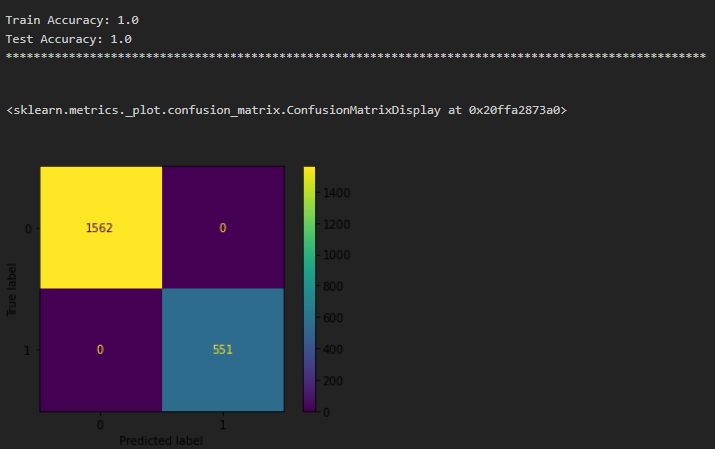 Train Accuracy: 1.0
Test Accuracy: 1.0
****************************************************************************************************
<sklearn.metrics._plot.confusion_matrix.ConfusionMatrixDisplay at 0x20ffa2873a0>
1562 0
0 551
0
1
True label
0 1
Predicted label
1400
1200
1000
800
600
400
200
0